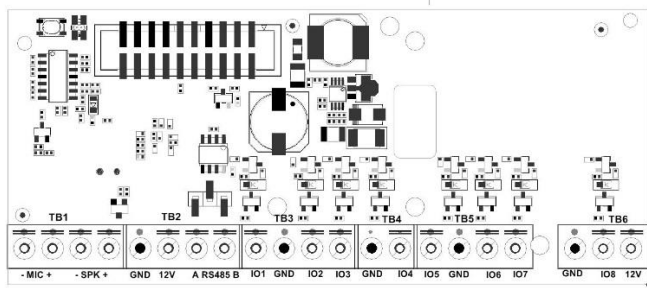 TB1 TB2 TB3 TB4 TB5 TB6
- MIC + - SPK + GND 12V A RS485 B IO1 GND IO2 IO3 GND IO4 IO5 GND IO6 IO7 GND IO8 12V